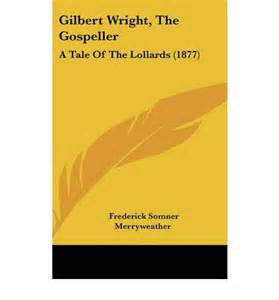 Gilbert Wright, The
Gospeller
A Tale Of The Lollards (1877)
Frederick Somner
Merryweather